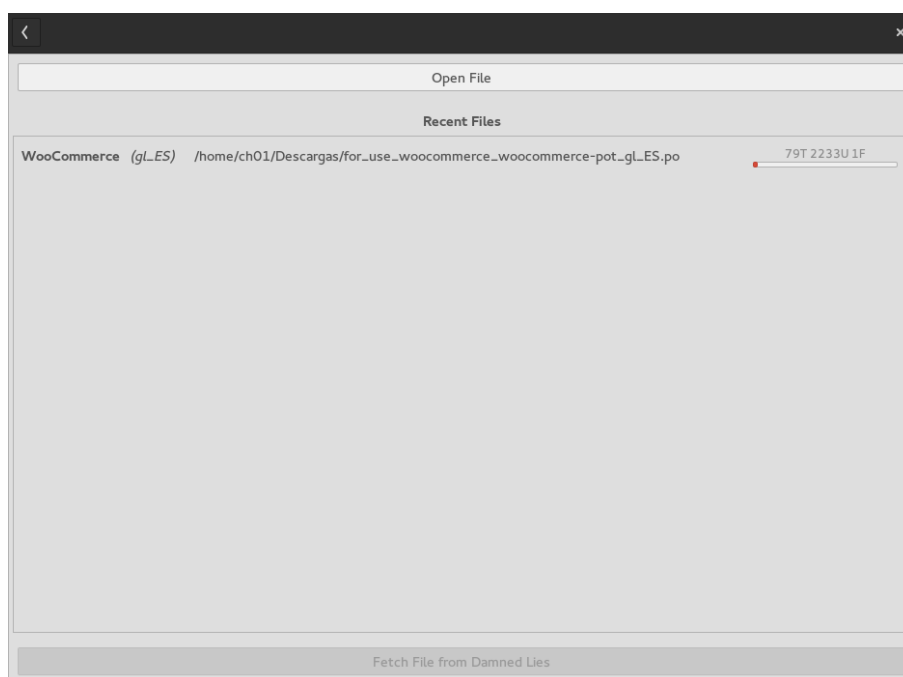 Open File
Recent Files
WooCommerce (gl_ES) /home/ch01/Descargas/for_use_woocommerce_woocommerce-pot_gl_ES.po 79T 2233U 1F
Fetch File from Damned Lies